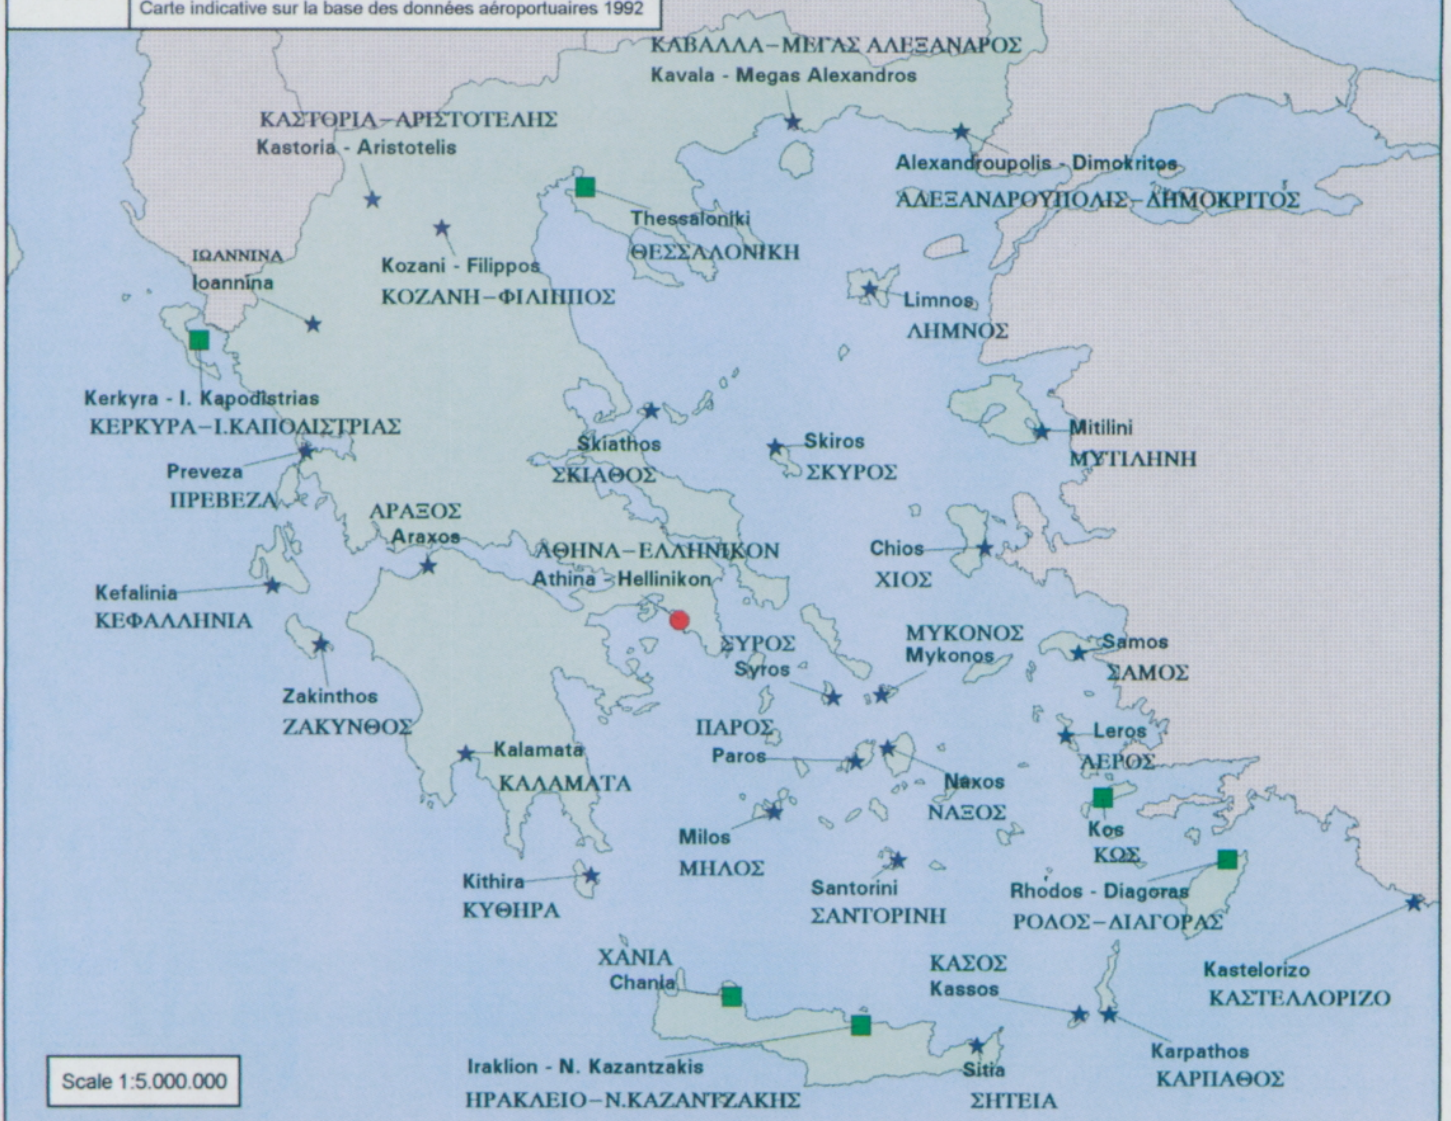 Carte indicative sur la base des données aéroportuaires 1992
ΚΑΒΑΛΛΑ–ΜΕΓΑΣ ΑΛΕΞΑΝΔΡΟΣ
Kavala - Megas Alexandros
ΚΑΣΤΟΡΙΑ–ΑΡΙΣΤΟΤΕΛΗΣ
Kastoria - Aristotelis
Alexandroupolis - Dimokritos
ΑΛΕΞΑΝΔΡΟΥΠΟΛΙΣ–ΔΗΜΟΚΡΙΤΟΣ
Thessaloniki
ΘΕΣΣΑΛΟΝΙΚΗ
ΙΩΑΝΝΙΝΑ
Ioannina
Kozani - Filippos
ΚΟΖΑΝΗ–ΦΙΛΙΠΠΟΣ
Limnos
ΛΗΜΝΟΣ
Kerkyra - I. Kapodistrias
ΚΕΡΚΥΡΑ–Ι.ΚΑΠΟΔΙΣΤΡΙΑΣ
Skiathos
ΣΚΙΑΘΟΣ
Skiros
ΣΚΥΡΟΣ
Mitilini
ΜΥΤΙΛΗΝΗ
Preveza
ΠΡΕΒΕΖΑ
ΑΡΑΞΟΣ
Araxos
ΑΘΗΝΑ–ΕΛΛΗΝΙΚΟΝ
Athina - Hellinikon
Chios
ΧΙΟΣ
Kefalinia
ΚΕΦΑΛΛΗΝΙΑ
ΣΥΡΟΣ
Syros
ΜΥΚΟΝΟΣ
Mykonos
Samos
ΣΑΜΟΣ
Zakinthos
ΖΑΚΥΝΘΟΣ
ΠΑΡΟΣ
Paros
Leros
ΛΕΡΟΣ
Kalamata
ΚΑΛΑΜΑΤΑ
Naxos
ΝΑΞΟΣ
Milos
ΜΗΛΟΣ
Kos
ΚΩΣ
Kithira
ΚΥΘΗΡΑ
Santorini
ΣΑΝΤΟΡΙΝΗ
Rhodos - Diagoras
ΡΟΔΟΣ–ΔΙΑΓΟΡΑΣ
ΧΑΝΙΑ
Chania
ΚΑΣΟΣ
Kassos
Kastelorizo
ΚΑΣΤΕΛΛΟΡΙΖΟ
Iraklion - N. Kazantzakis
ΗΡΑΚΛΕΙΟ–Ν.ΚΑΖΑΝΤΖΑΚΗΣ
Sitia
ΣΗΤΕΙΑ
Karpathos
ΚΑΡΠΑΘΟΣ
Scale 1:5.000.000